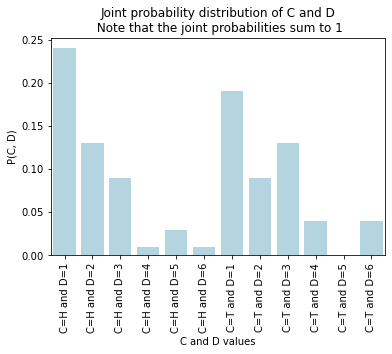 Joint probability distribution of C and D
Note that the joint probabilities sum to 1
0.25
0.20
0.15
0.10
0.05
0.00
P(C, D)
C=H and D=1
C=H and D=2
C=H and D=3
C=H and D=4
C=H and D=5
C=H and D=6
C=T and D=1
C=T and D=2
C=T and D=3
C=T and D=4
C=T and D=5
C=T and D=6
C and D values